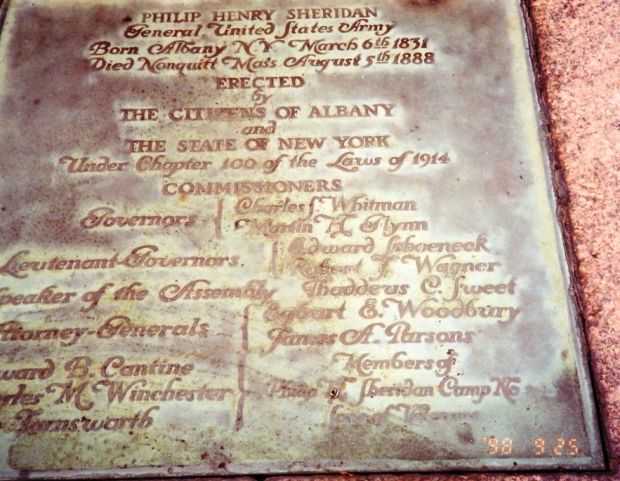 PHILIP HENRY SHERIDAN
General United States Army
Born Albany N.Y. March 6th 1831
Died Nonquitt Mass August 5th 1888
ERECTED
by
THE CITIZENS OF ALBANY
and
THE STATE OF NEW YORK
Under Chapter 100 of the Laws of 1914
COMMISSIONERS
Governors { Charles S. Whitman
Martin H. Glynn
Lieutenant-Governors { Edward Schoeneck
Robert F. Wagner
Speaker of the Assembly Thaddeus C. Sweet
Attorney-Generals { Egbert E. Woodbury
James A. Parsons
ward B. Cantine
rles M. Winchester
Farnsworth
} Members of
Philip H. Sheridan Camp No
Sons of
'98 9 25